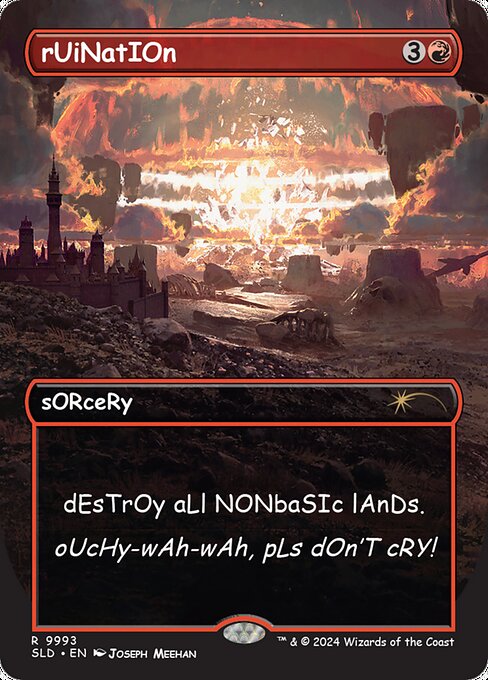 rUiNatIOn 3
sORceRy
dEsTrOy aLl NONbaSIc lAnDs.
oUcHy-wAh-wAh, pLs dOn'T cRY!
R 9993
SLD • EN Joseph Meehan
™ & © 2024 Wizards of the Coast